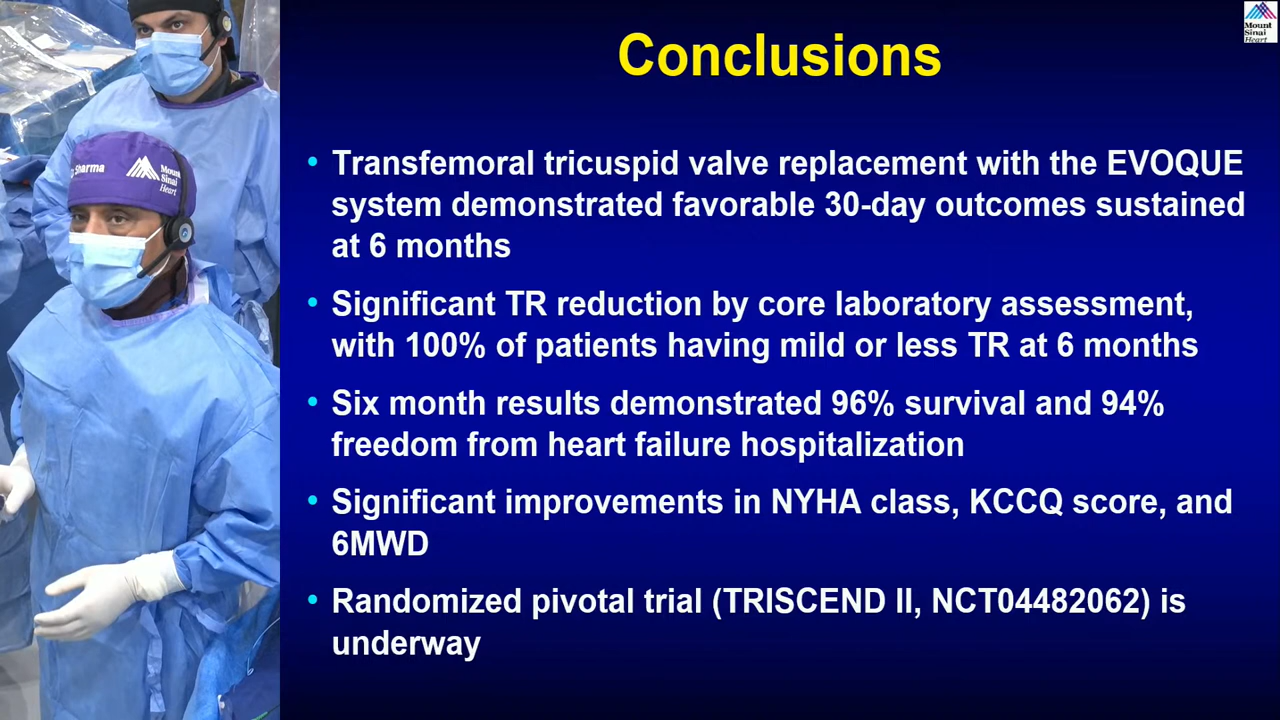 Conclusions
Mount
Sinai
Heart
Sharma
Mount
Sinai
Heart
• Transfemoral tricuspid valve replacement with the EVOQUE
system demonstrated favorable 30-day outcomes sustained
at 6 months
• Significant TR reduction by core laboratory assessment,
with 100% of patients having mild or less TR at 6 months
• Six month results demonstrated 96% survival and 94%
freedom from heart failure hospitalization
• Significant improvements in NYHA class, KCCQ score, and
6MWD
• Randomized pivotal trial (TRISCEND II, NCT04482062) is
underway